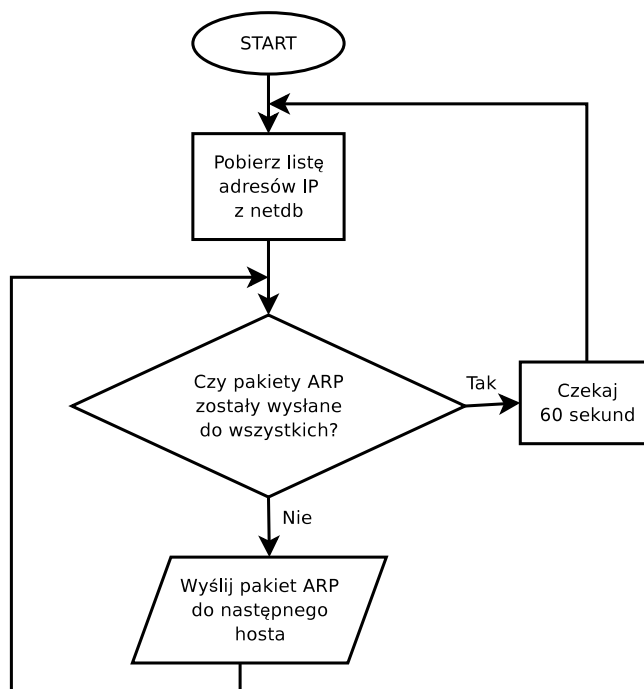 START
Pobierz listę
adresów IP
z netdb
Czy pakiety ARP
zostały wysłane
do wszystkich?
Tak
Czekaj
60 sekund
Nie
Wyślij pakiet ARP
do następnego
hosta